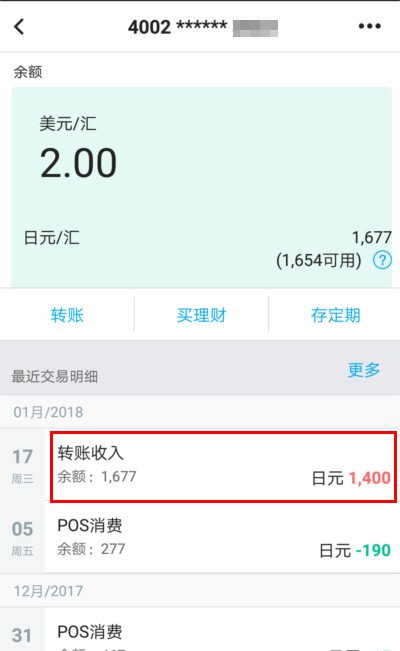 4002 ******
余额
美元/汇
2.00
日元/汇 1,677
(1,654可用) ?
转账 买理财 存定期
最近交易明细 更多
01月/2018
17 转账收入
周三 余额：1,677 日元 1,400
05 POS消费
周五 余额：277 日元 -190
12月/2017
31 POS消费